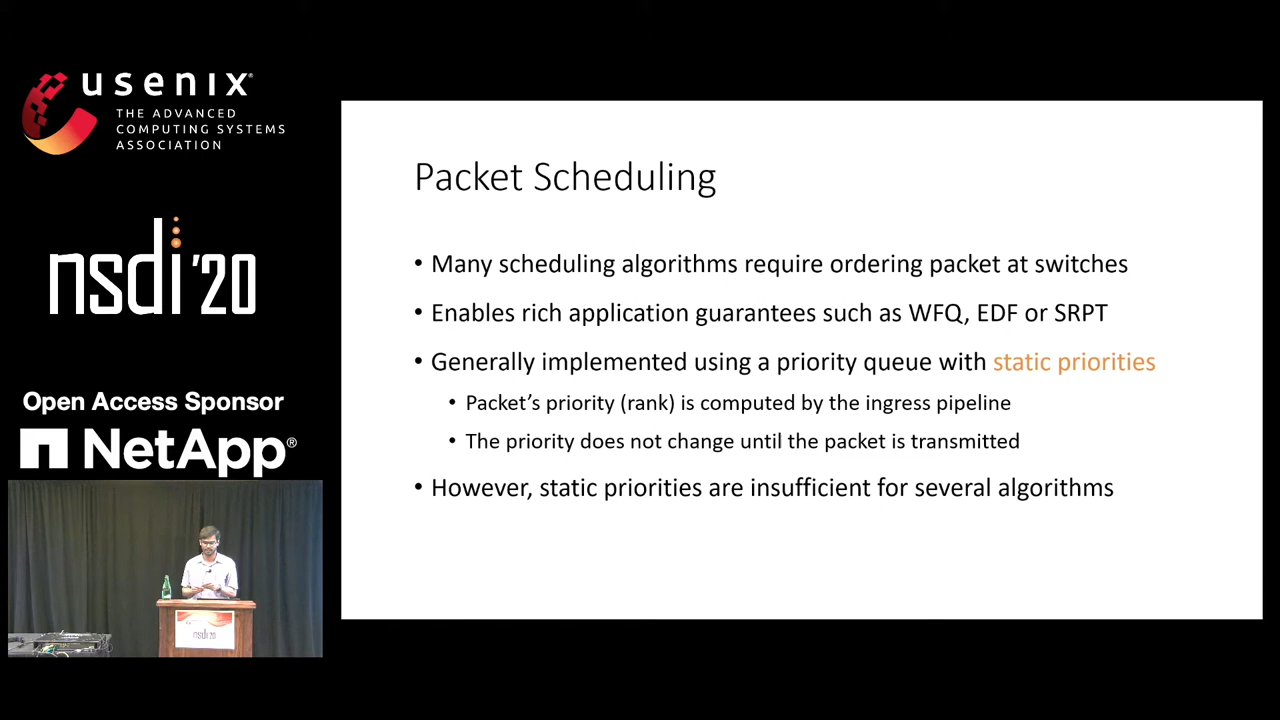 usenix®
THE ADVANCED
COMPUTING SYSTEMS
ASSOCIATION
nsdi '20
Open Access Sponsor
NetApp®
Packet Scheduling
• Many scheduling algorithms require ordering packet at switches
• Enables rich application guarantees such as WFQ, EDF or SRPT
• Generally implemented using a priority queue with static priorities
• Packet's priority (rank) is computed by the ingress pipeline
• The priority does not change until the packet is transmitted
• However, static priorities are insufficient for several algorithms
nsdi'20